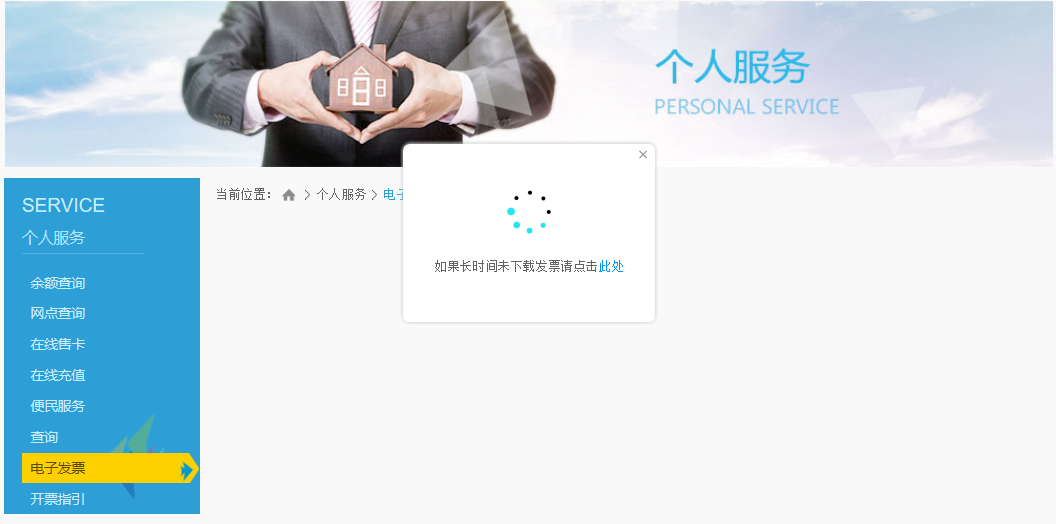 个人服务
PERSONAL SERVICE
SERVICE
个人服务
余额查询
网点查询
在线售卡
在线充值
便民服务
查询
电子发票
开票指引
当前位置： > 个人服务 > 电子
×
如果长时间未下载发票请点击此处